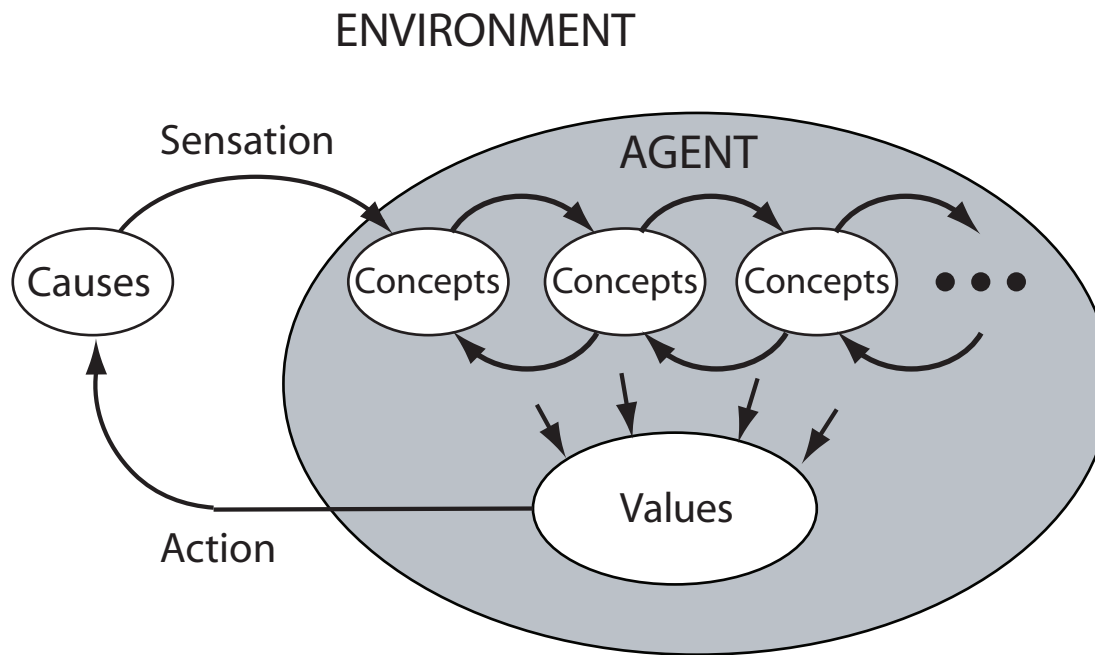 ENVIRONMENT
Sensation
AGENT
Causes
Concepts
Concepts
Concepts
Values
Action